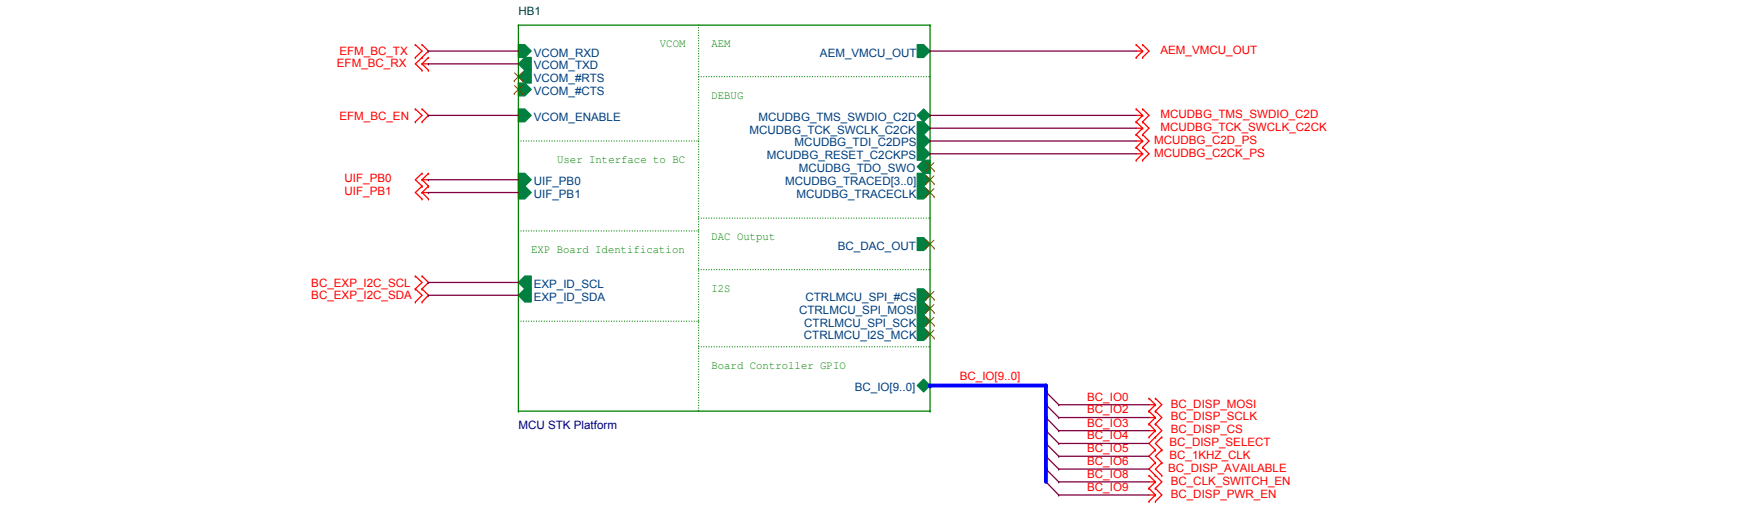 HB1
EFM_BC_TX
EFM_BC_RX
EFM_BC_EN
UIF_PB0
UIF_PB1
BC_EXP_I2C_SCL
BC_EXP_I2C_SDA
VCOM
VCOM_RXD
VCOM_TXD
VCOM_#RTS
VCOM_#CTS
VCOM_ENABLE
User Interface to BC
UIF_PB0
UIF_PB1
EXP Board Identification
EXP_ID_SCL
EXP_ID_SDA
AEM
AEM_VMCU_OUT
DEBUG
MCUDBG_TMS_SWDIO_C2D
MCUDBG_TCK_SWCLK_C2CK
MCUDBG_TDI_C2DPS
MCUDBG_RESET_C2CKPS
MCUDBG_TDO_SWO
MCUDBG_TRACED[3..0]
MCUDBG_TRACECLK
DAC Output
BC_DAC_OUT
I2S
CTRLMCU_SPI_#CS
CTRLMCU_SPI_MOSI
CTRLMCU_SPI_SCK
CTRLMCU_I2S_MCK
Board Controller GPIO
BC_IO[9..0]
MCU STK Platform
AEM_VMCU_OUT
MCUDBG_TMS_SWDIO_C2D
MCUDBG_TCK_SWCLK_C2CK
MCUDBG_C2D_PS
MCUDBG_C2CK_PS
BC_IO[9..0]
BC_IO0 BC_DISP_MOSI
BC_IO2 BC_DISP_SCLK
BC_IO3 BC_DISP_CS
BC_IO4 BC_DISP_SELECT
BC_IO5 BC_1KHZ_CLK
BC_IO6 BC_DISP_AVAILABLE
BC_IO8 BC_CLK_SWITCH_EN
BC_IO9 BC_DISP_PWR_EN